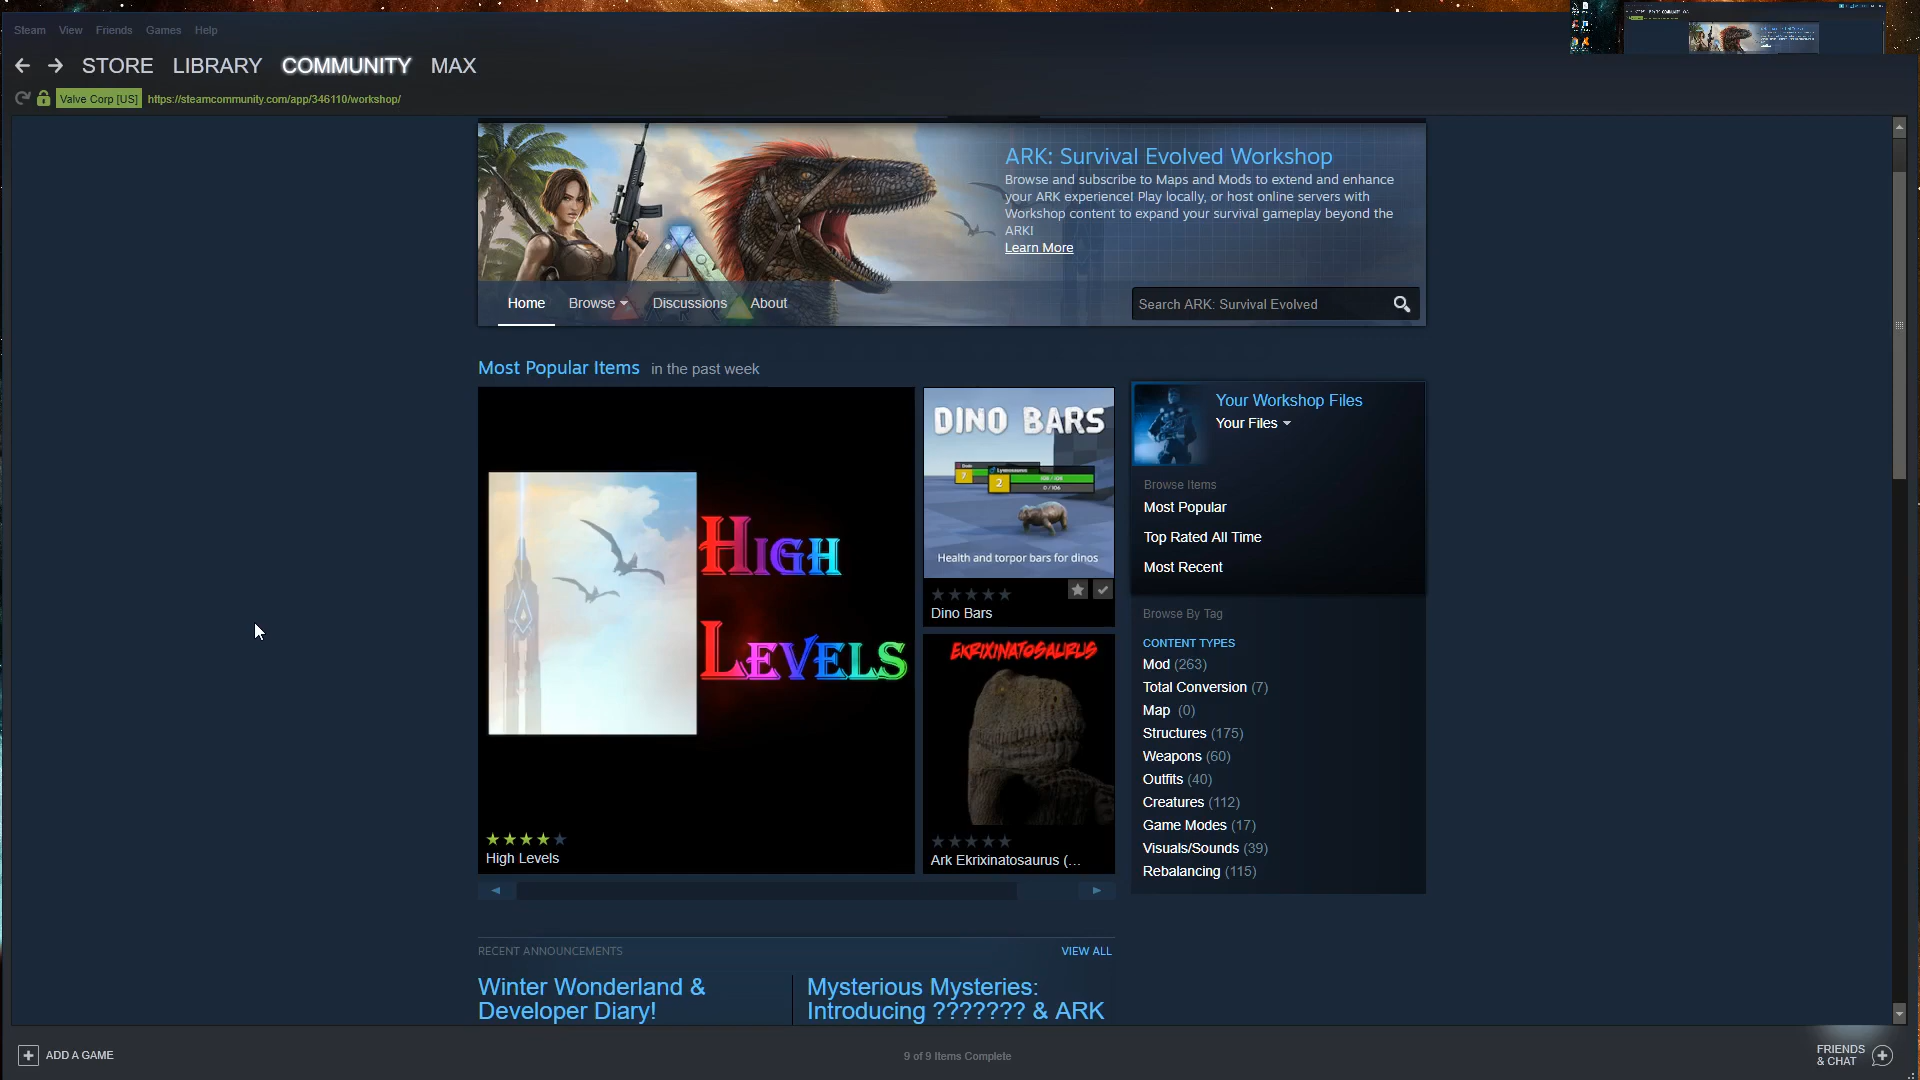 Steam View Friends Games Help
STORE LIBRARY COMMUNITY MAX
Valve Corp [US] https://steamcommunity.com/app/346110/workshop/
ARK: Survival Evolved Workshop
Browse and subscribe to Maps and Mods to extend and enhance
your ARK experience! Play locally, or host online servers with
Workshop content to expand your survival gameplay beyond the
ARK!
Learn More
Home Browse Discussions About
Search ARK: Survival Evolved
Most Popular Items in the past week
HIGH
LEVELS
High Levels
DINO BARS
7
2
Health and torpor bars for dinos
Dino Bars
EKRIXINATOSAURUS
Ark Ekrixinatosaurus (...
Your Workshop Files
Your Files
Browse Items
Most Popular
Top Rated All Time
Most Recent
Browse By Tag
CONTENT TYPES
Mod (263)
Total Conversion (7)
Map (0)
Structures (175)
Weapons (60)
Outfits (40)
Creatures (112)
Game Modes (17)
Visuals/Sounds (39)
Rebalancing (115)
RECENT ANNOUNCEMENTS
VIEW ALL
Winter Wonderland &
Developer Diary!
Mysterious Mysteries:
Introducing ??????? & ARK
ADD A GAME
9 of 9 Items Complete
FRIENDS
& CHAT